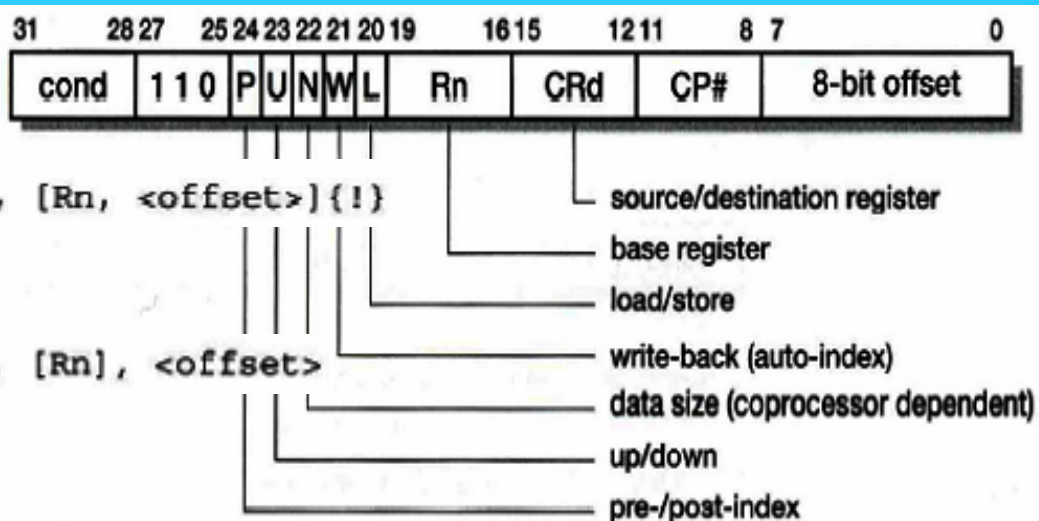 31 28 27 25 24 23 22 21 20 19 16 15 12 11 8 7 0
cond 1 1 0 P U N W L Rn CRd CP# 8-bit offset
, [Rn, <offset>]{!}
source/destination register
base register
load/store
, [Rn], <offset>
write-back (auto-index)
data size (coprocessor dependent)
up/down
pre-/post-index